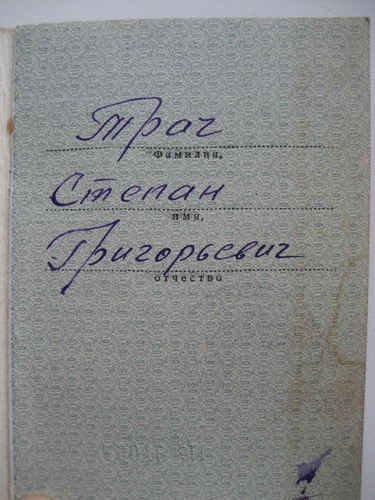 Трач
Фамилия,
Степан
имя,
Григорьевич
отчество